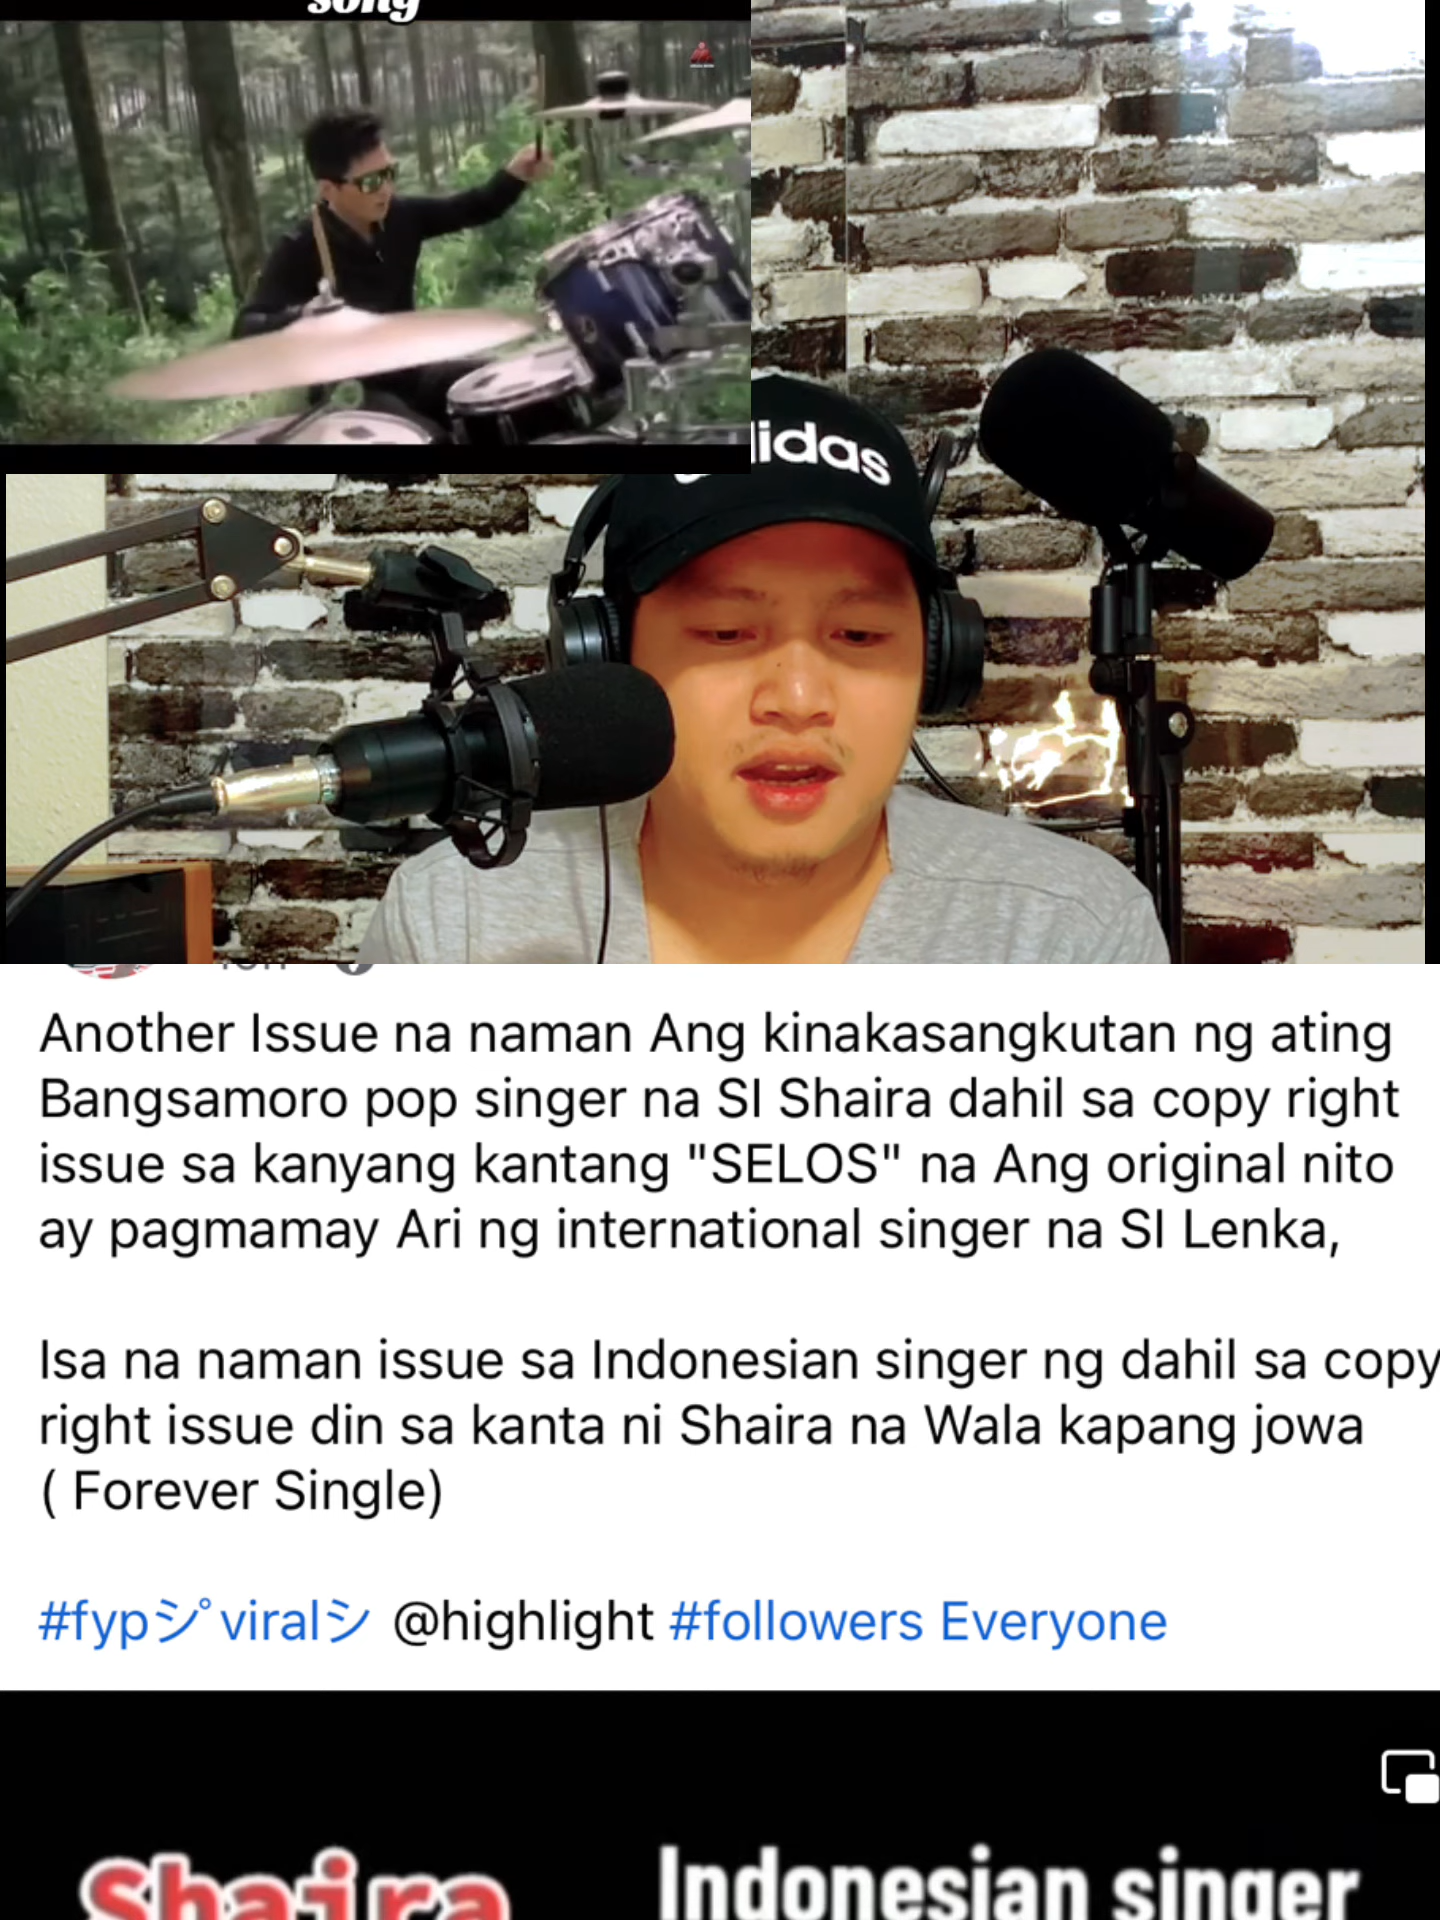 song
didas
Another Issue na naman Ang kinakasangkutan ng ating
Bangsamoro pop singer na SI Shaira dahil sa copy right
issue sa kanyang kantang "SELOS" na Ang original nito
ay pagmamay Ari ng international singer na SI Lenka,
Isa na naman issue sa Indonesian singer ng dahil sa copy
right issue din sa kanta ni Shaira na Wala kapang jowa
( Forever Single)
#fypシ゚viralシ @highlight #followers Everyone
Shaira Indonesian singer